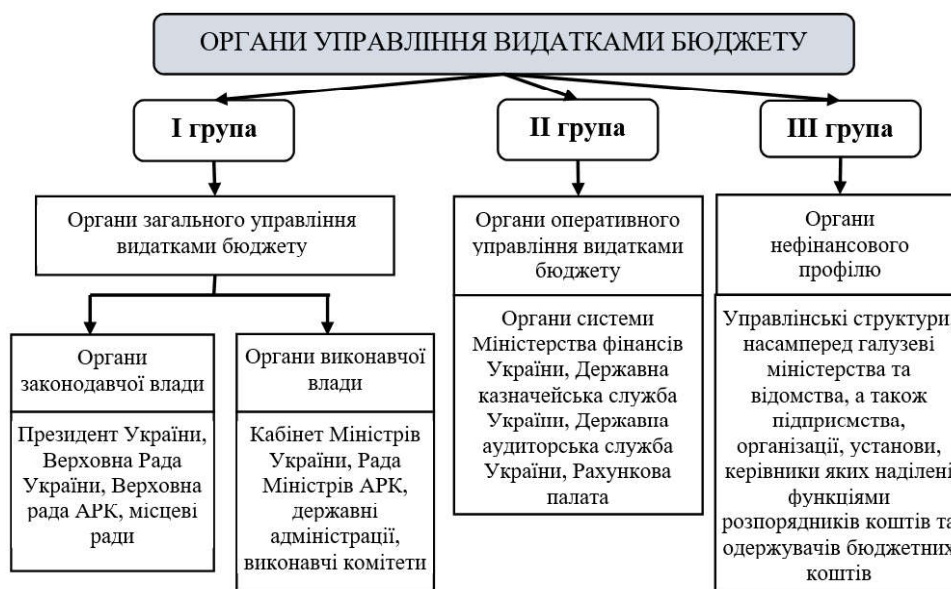 ОРГАНИ УПРАВЛІННЯ ВИДАТКАМИ БЮДЖЕТУ
І група
ІІ група
ІІІ група
Органи загального управління
видатками бюджету
Органи
законодавчої влади
Президент України,
Верховна Рада
України, Верховна
рада АРК, місцеві
ради
Органи виконавчої
влади
Кабінет Міністрів
України, Рада
Міністрів АРК,
державні
адміністрації,
виконавчі комітети
Органи оперативного
управління видатками
бюджету
Органи системи
Міністерства фінансів
України, Державна
казначейська служба
України, Державна
аудиторська служба
України, Рахункова
палата
Органи
нефінансового
профілю
Управлінські структури
насамперед галузеві
міністерства та
відомства, а також
підприємства,
організації, установи,
керівники яких наділені
функціями
розпорядників коштів та
одержувачів бюджетних
коштів